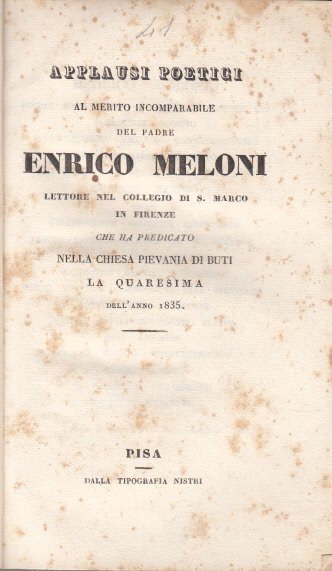 41
APPLAUSI POETICI
AL MERITO INCOMPARABILE
DEL PADRE
ENRICO MELONI
LETTORE NEL COLLEGIO DI S. MARCO
IN FIRENZE
CHE HA PREDICATO
NELLA CHIESA PIEVANIA DI BUTI
LA QUARESIMA
DELL'ANNO 1835.
PISA
DALLA TIPOGRAFIA NISTRI